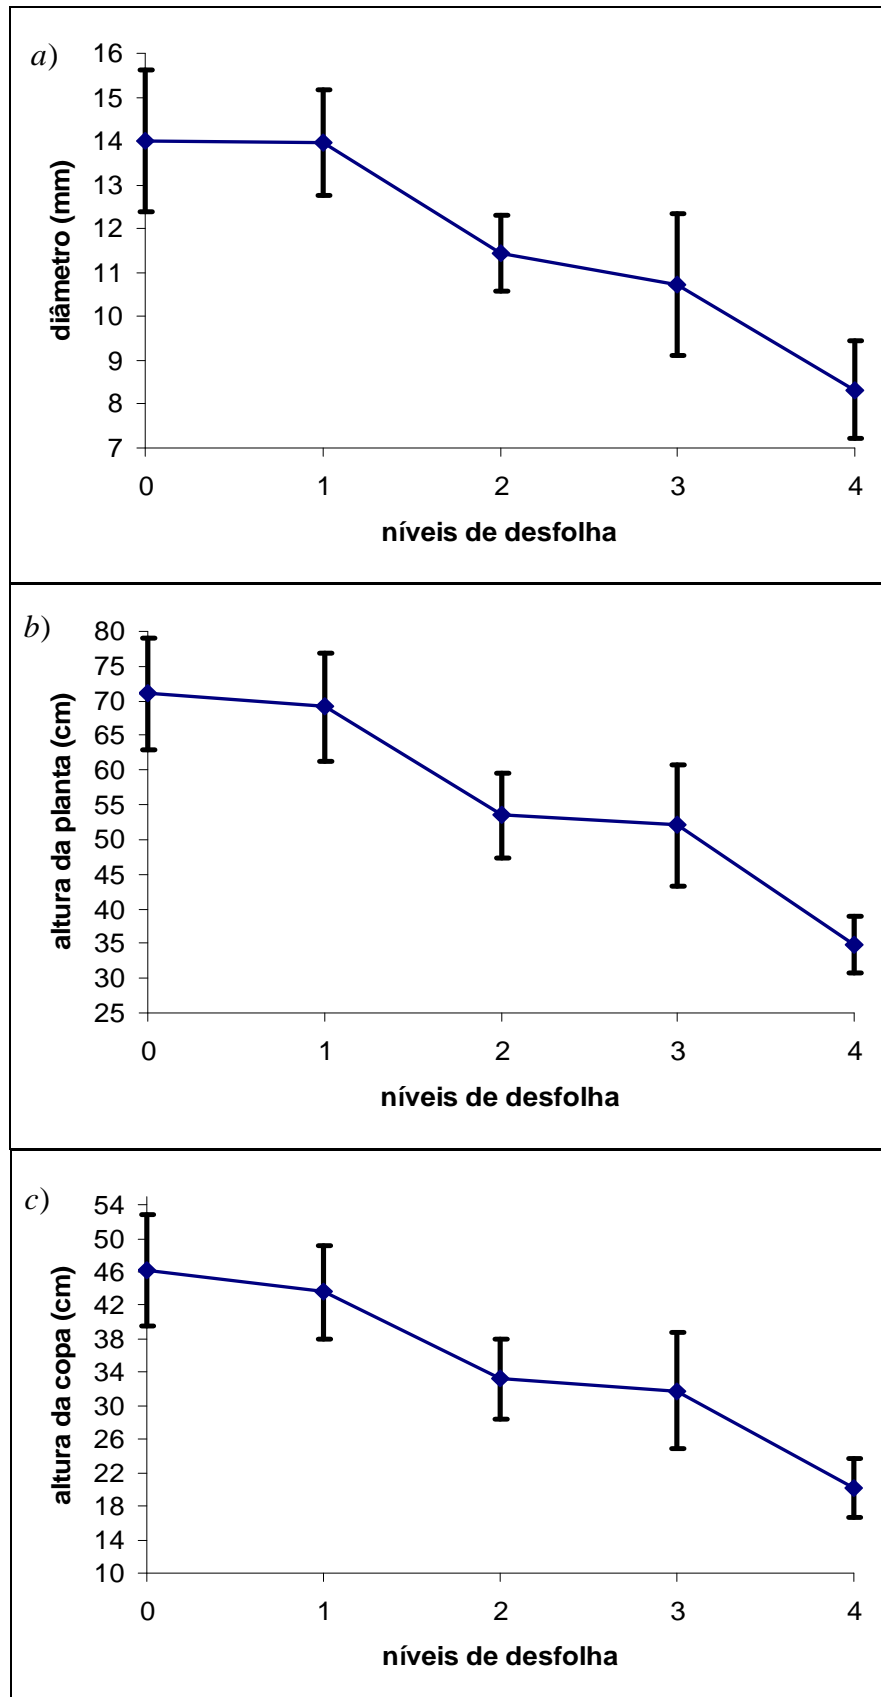 a)
diâmetro (mm)
16
15
14
13
12
11
10
9
8
7
0 1 2 3 4
níveis de desfolha
b)
altura da planta (cm)
80
75
70
65
60
55
50
45
40
35
30
25
0 1 2 3 4
níveis de desfolha
c)
altura da copa (cm)
54
50
46
42
38
34
30
26
22
18
14
10
0 1 2 3 4
níveis de desfolha